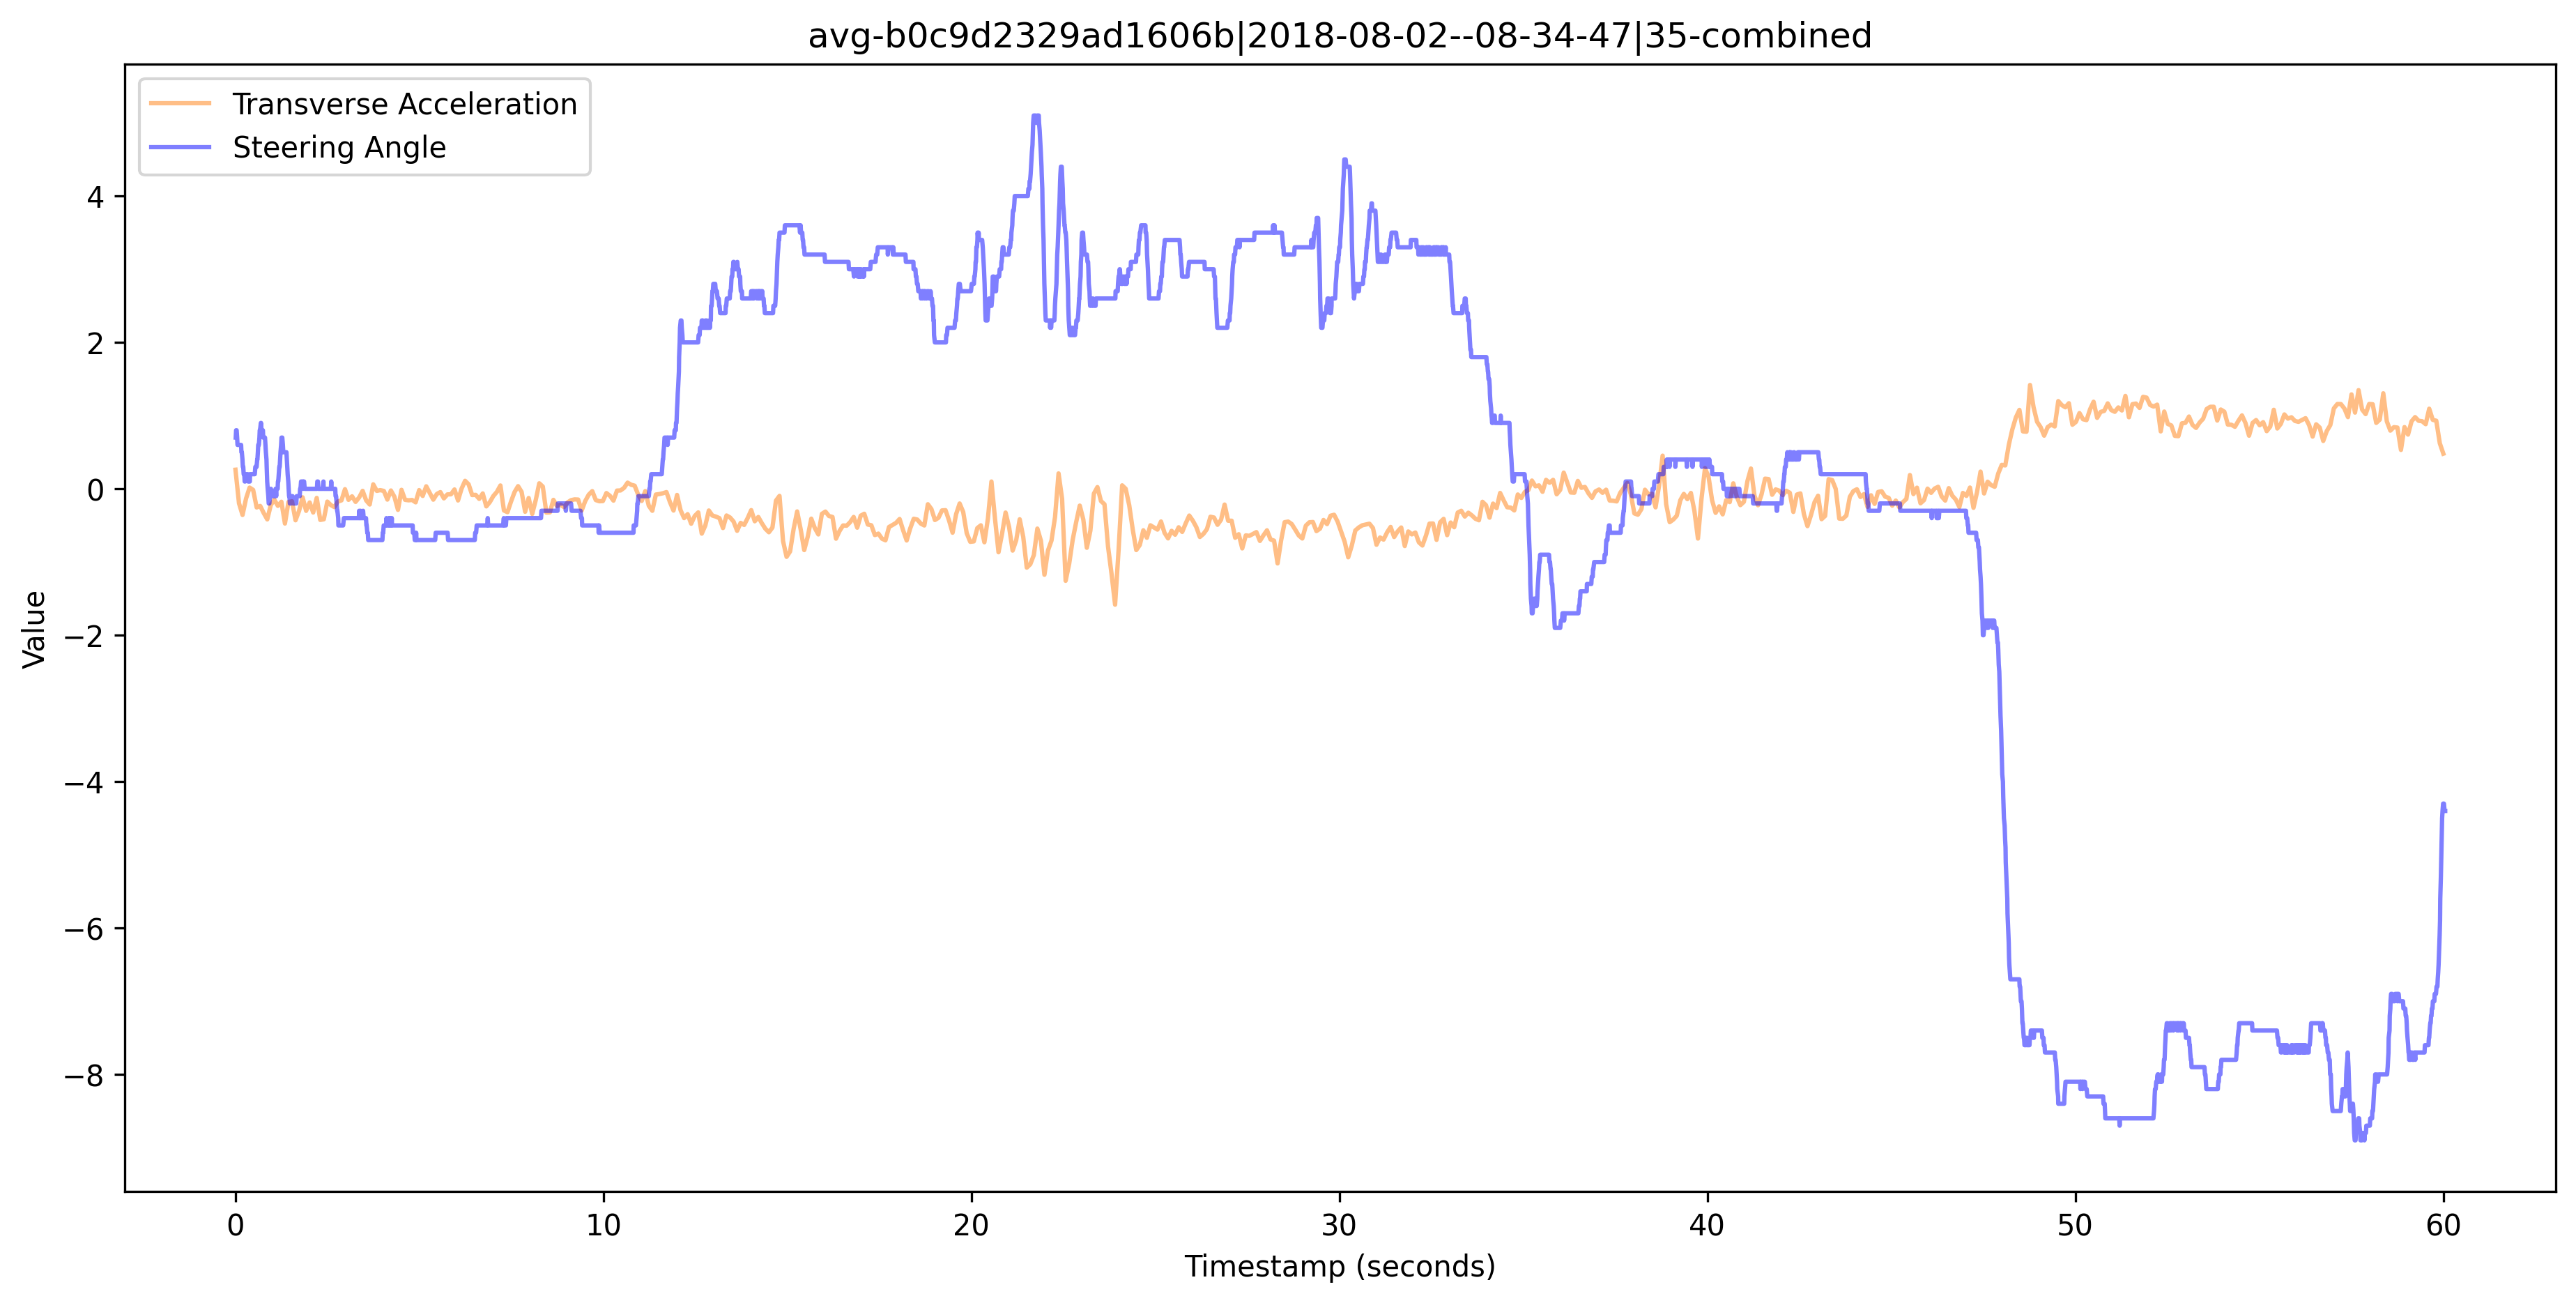 avg-b0c9d2329ad1606b|2018-08-02--08-34-47|35-combined
Transverse Acceleration
Steering Angle
4
2
0
−2
−4
−6
−8
Value
0 10 20 30 40 50 60
Timestamp (seconds)